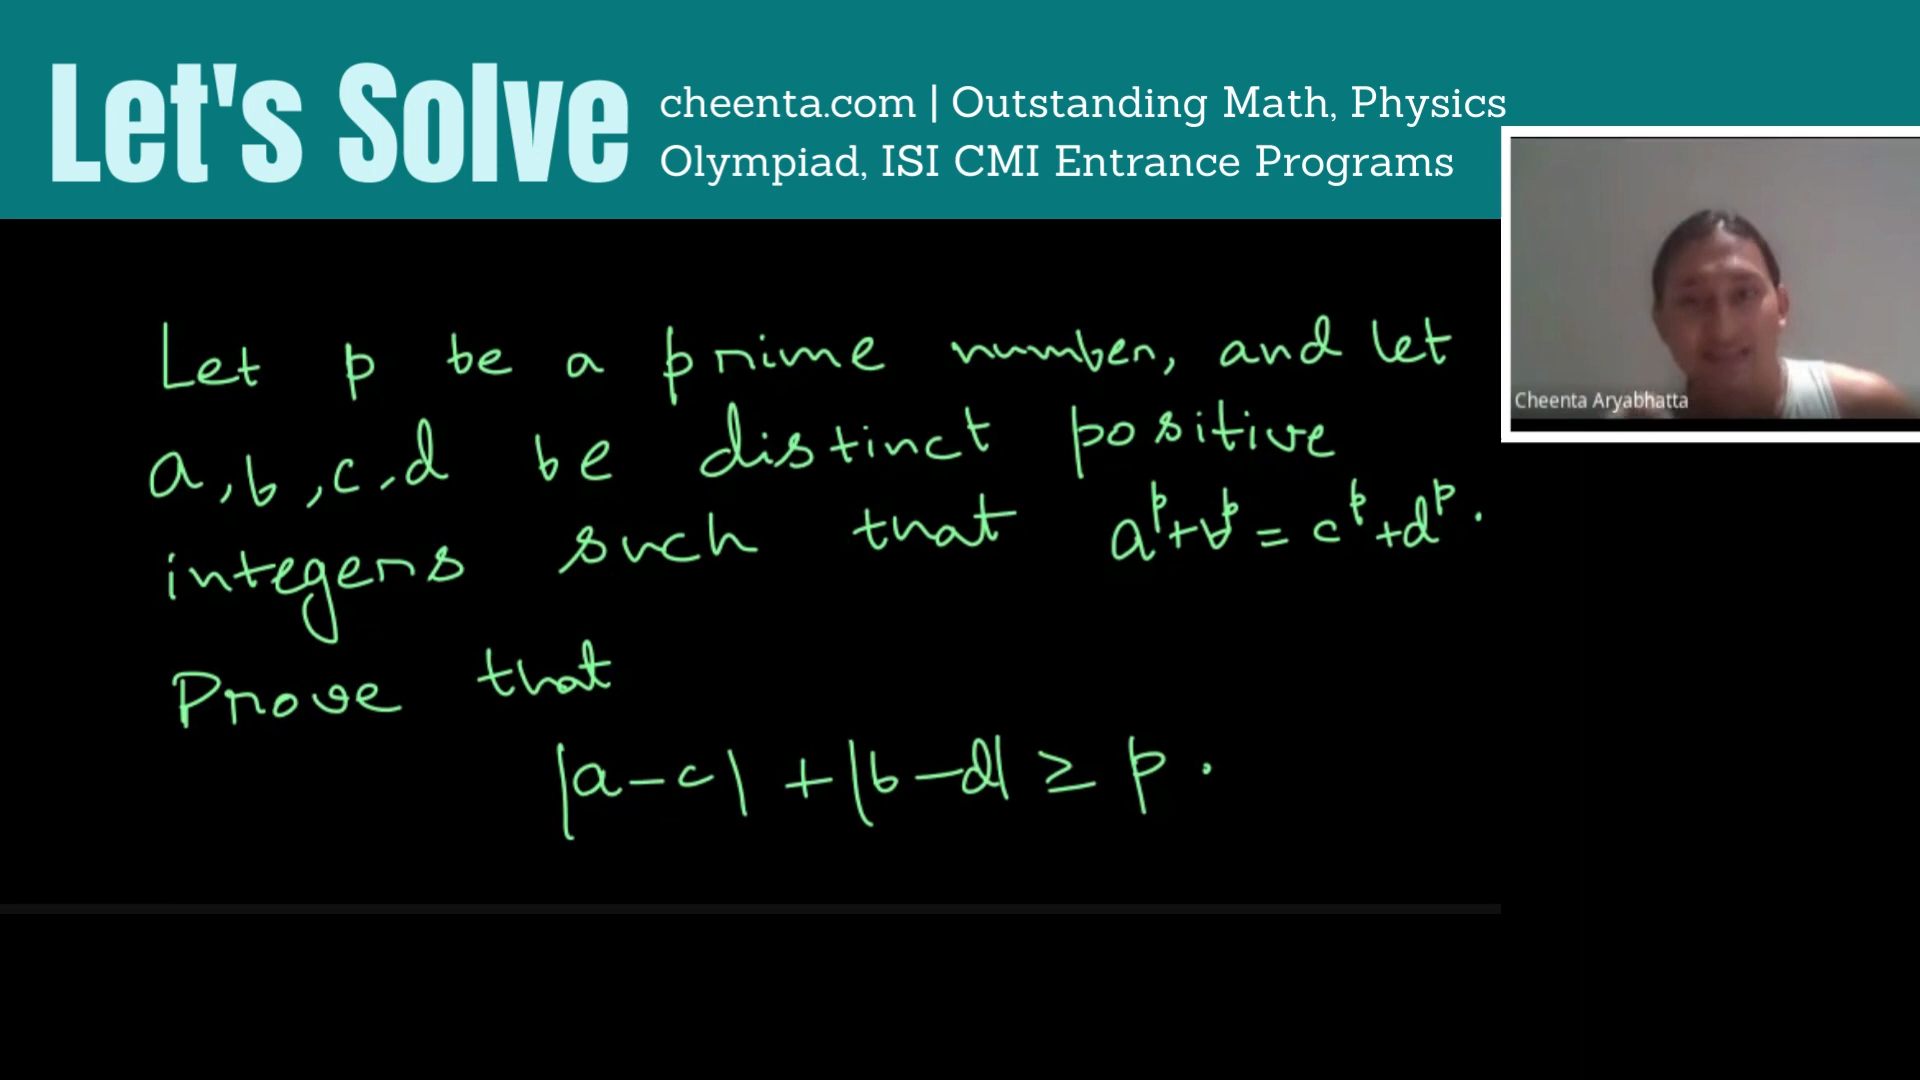 Let's Solve
cheenta.com | Outstanding Math, Physics
Olympiad, ISI CMI Entrance Programs
Cheenta Aryabhatta
Let p be a prime number, and let
a, b, c, d be distinct positive
integers such that a^p + b^p = c^p + d^p.
Prove that
|a - c| + |b - d| ≥ p.